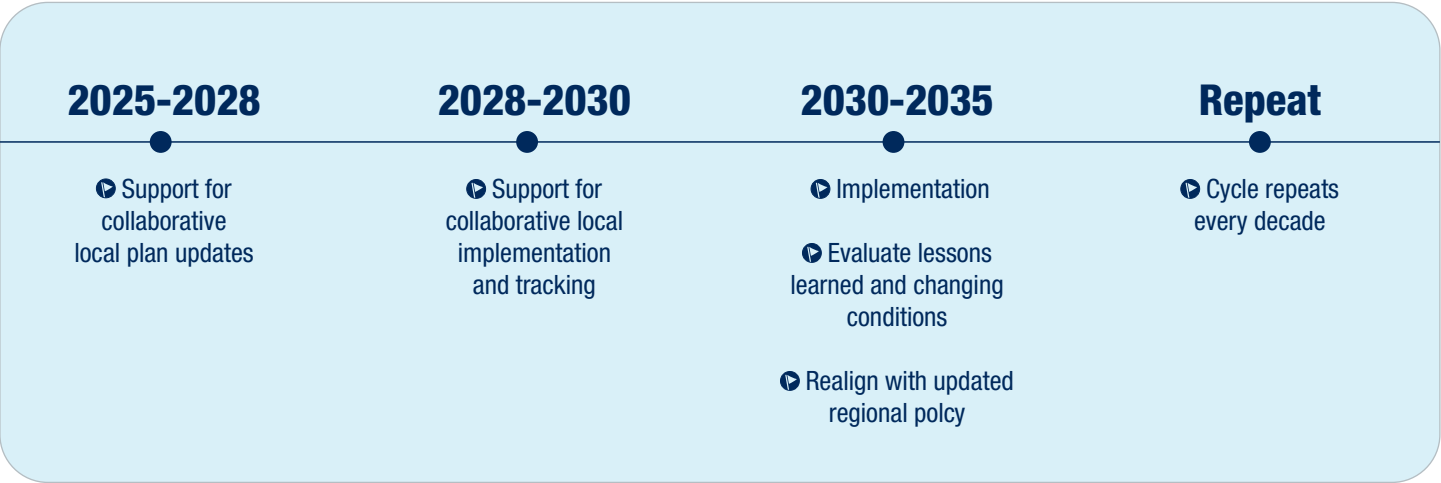 2025-2028
Support for
collaborative
local plan updates
2028-2030
Support for
collaborative local
implementation
and tracking
2030-2035
Implementation
Evaluate lessons
learned and changing
conditions
Realign with updated
regional polcy
Repeat
Cycle repeats
every decade